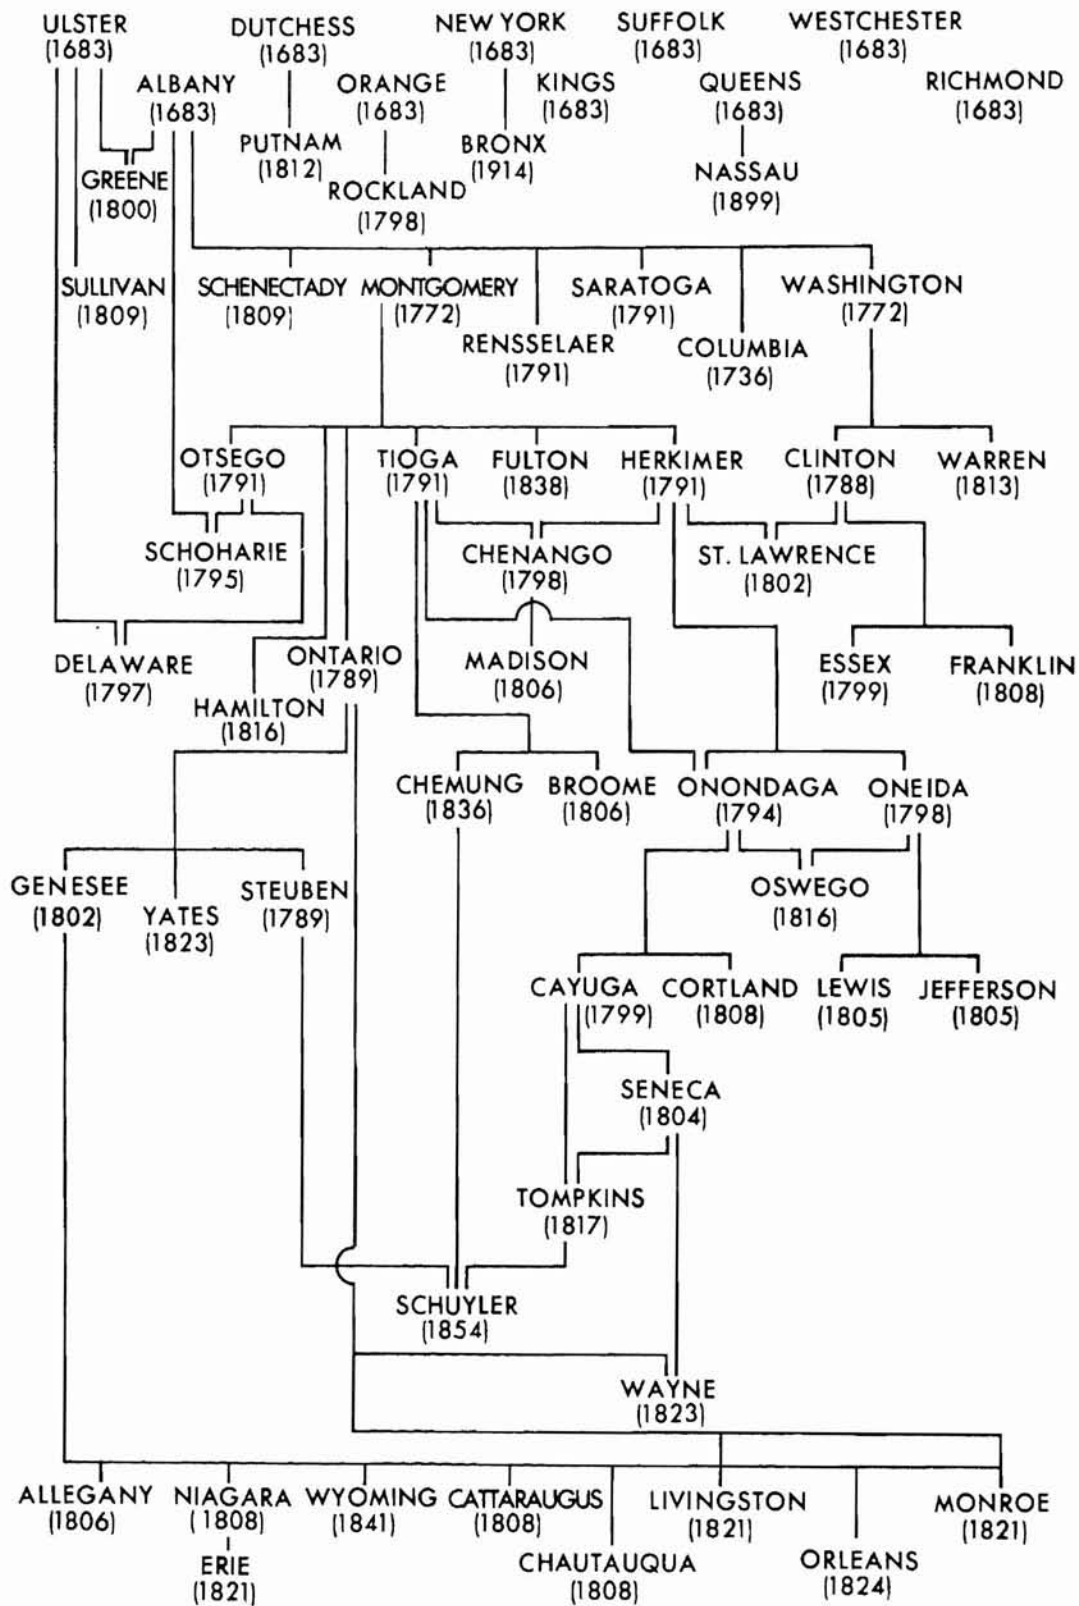 ULSTER
(1683)
DUTCHESS
(1683)
NEW YORK
(1683)
SUFFOLK
(1683)
WESTCHESTER
(1683)
ALBANY
(1683)
ORANGE
(1683)
KINGS
(1683)
QUEENS
(1683)
RICHMOND
(1683)
PUTNAM
(1812)
BRONX
(1914)
GREENE
(1800)
ROCKLAND
(1798)
NASSAU
(1899)
SULLIVAN
(1809)
SCHENECTADY
(1809)
MONTGOMERY
(1772)
SARATOGA
(1791)
WASHINGTON
(1772)
RENSSELAER
(1791)
COLUMBIA
(1736)
OTSEGO
(1791)
TIOGA
(1791)
FULTON
(1838)
HERKIMER
(1791)
CLINTON
(1788)
WARREN
(1813)
SCHOHARIE
(1795)
CHENANGO
(1798)
ST. LAWRENCE
(1802)
DELAWARE
(1797)
ONTARIO
(1789)
MADISON
(1806)
ESSEX
(1799)
FRANKLIN
(1808)
HAMILTON
(1816)
CHEMUNG
(1836)
BROOME
(1806)
ONONDAGA
(1794)
ONEIDA
(1798)
GENESEE
(1802)
YATES
(1823)
STEUBEN
(1789)
OSWEGO
(1816)
CAYUGA
(1799)
CORTLAND
(1808)
LEWIS
(1805)
JEFFERSON
(1805)
SENECA
(1804)
TOMPKINS
(1817)
SCHUYLER
(1854)
WAYNE
(1823)
ALLEGANY
(1806)
NIAGARA
(1808)
WYOMING
(1841)
CATTARAUGUS
(1808)
LIVINGSTON
(1821)
MONROE
(1821)
ERIE
(1821)
CHAUTAUQUA
(1808)
ORLEANS
(1824)